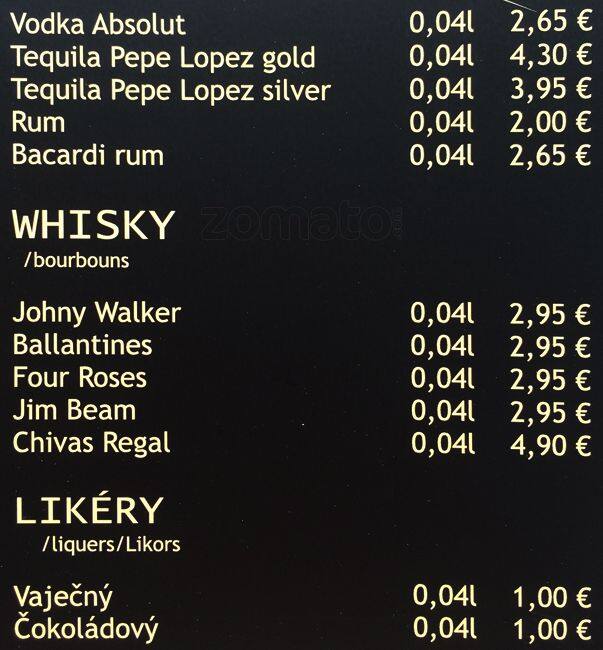 Vodka Absolut 0,04l 2,65 €
Tequila Pepe Lopez gold 0,04l 4,30 €
Tequila Pepe Lopez silver 0,04l 3,95 €
Rum 0,04l 2,00 €
Bacardi rum 0,04l 2,65 €
WHISKY zomato
/bourbouns
Johny Walker 0,04l 2,95 €
Ballantines 0,04l 2,95 €
Four Roses 0,04l 2,95 €
Jim Beam 0,04l 2,95 €
Chivas Regal 0,04l 4,90 €
LIKÉRY
/liquers/Likors
Vaječný 0,04l 1,00 €
Čokoládový 0,04l 1,00 €